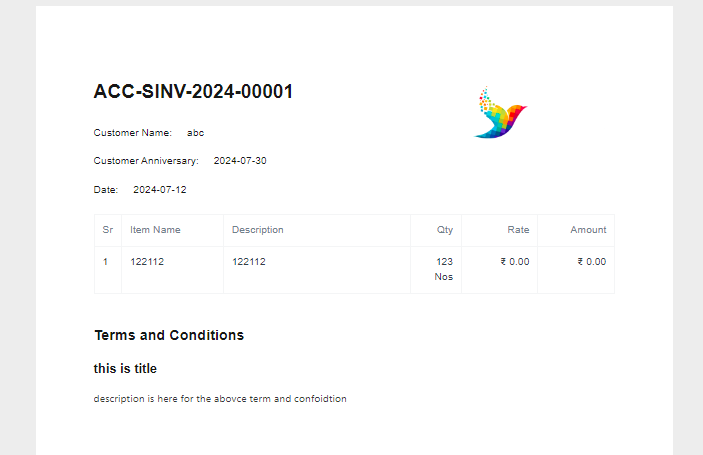 ACC-SINV-2024-00001
Customer Name: abc
Customer Anniversary: 2024-07-30
Date: 2024-07-12
Sr Item Name Description Qty Rate Amount
1 122112 122112 123 ₹ 0.00 ₹ 0.00
Nos
Terms and Conditions
this is title
description is here for the abovce term and confoidtion